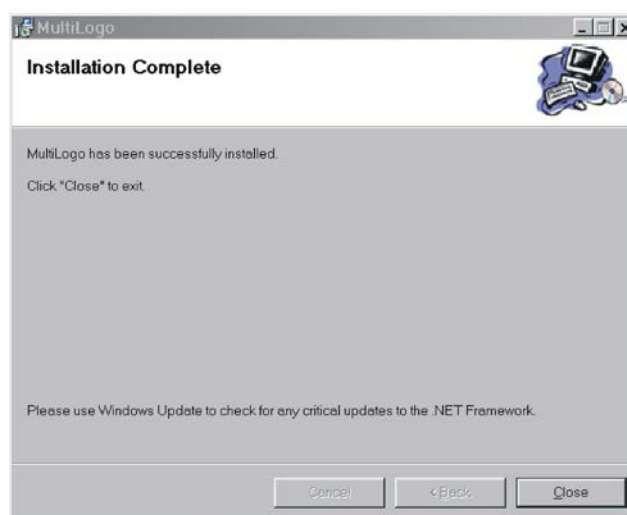 MultiLogo
Installation Complete
MultiLogo has been successfully installed.
Click "Close" to exit.
Please use Windows Update to check for any critical updates to the .NET Framework.
Cancel
< Back
Close